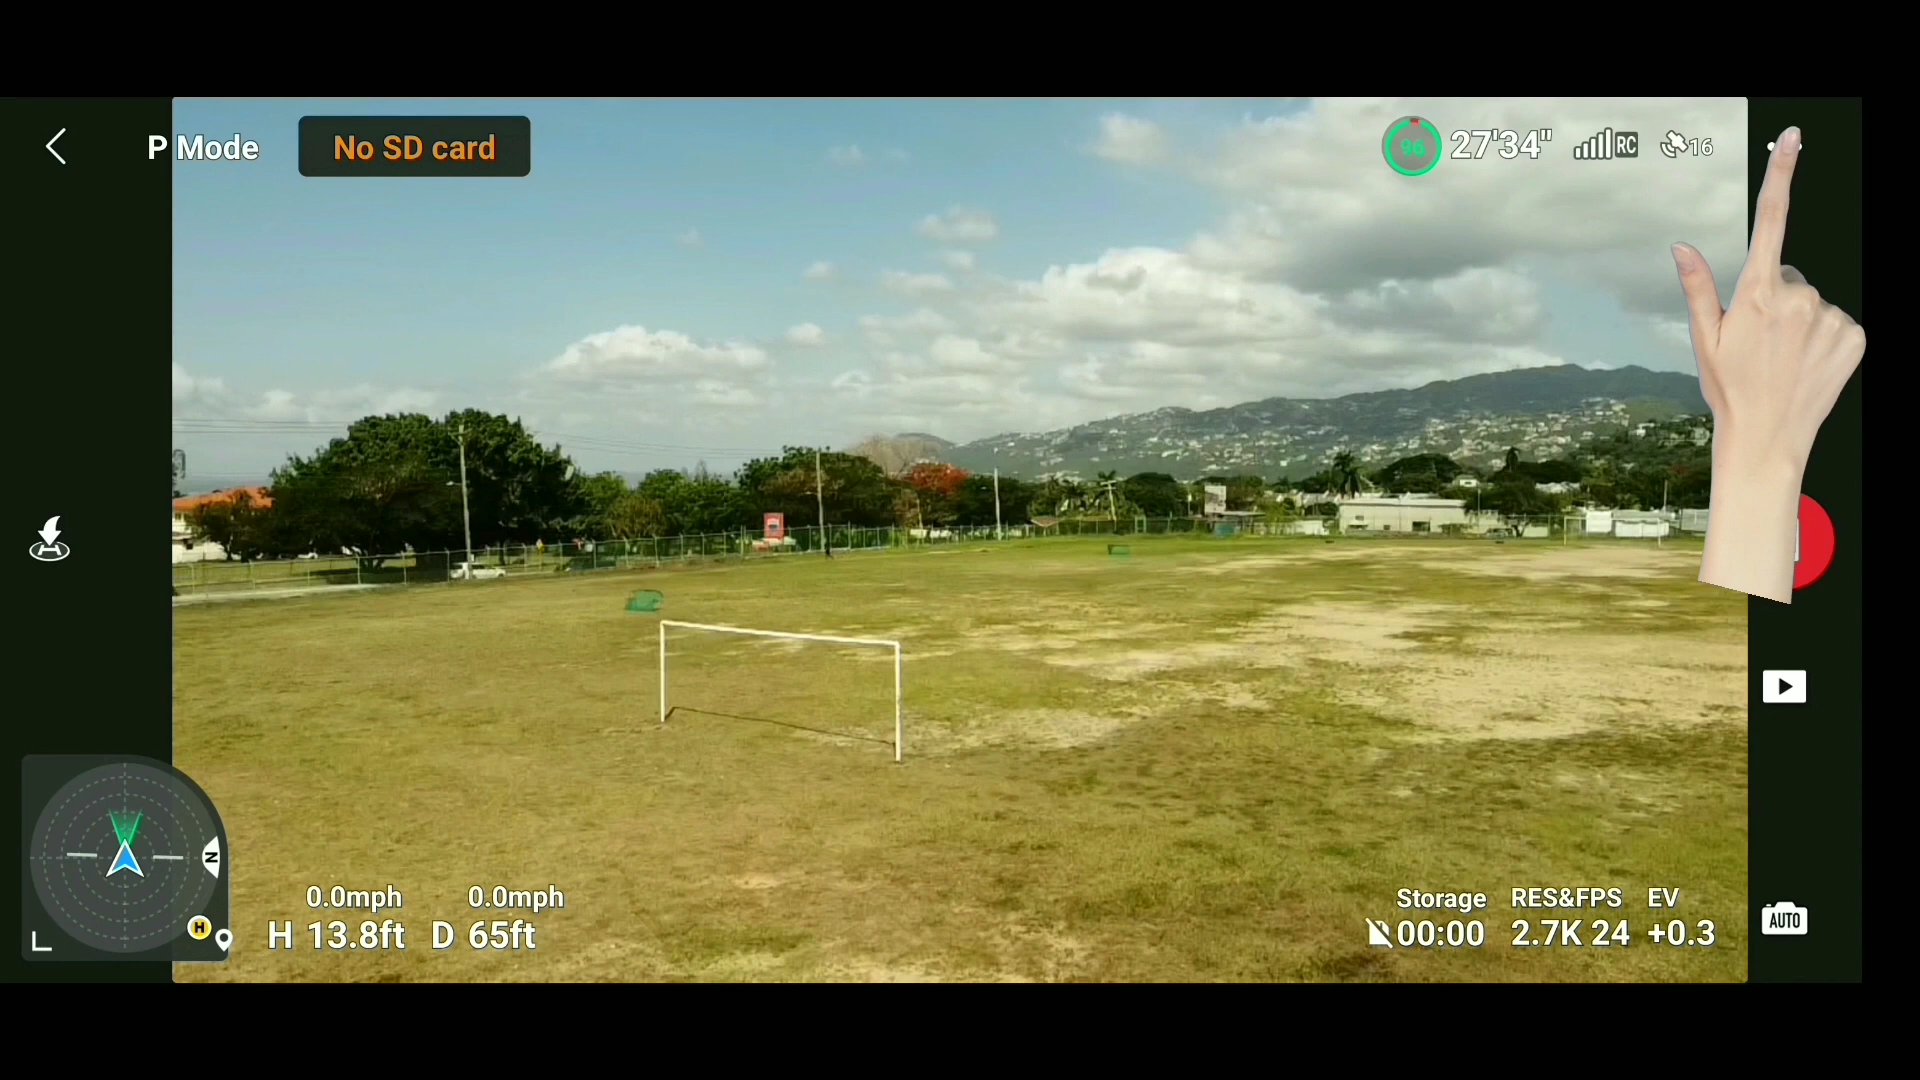 P Mode
No SD card
96
27'34"
RC
16
N
H
0.0mph
0.0mph
H 13.8ft
D 65ft
Storage
RES&FPS
EV
00:00
2.7K 24
+0.3
AUTO